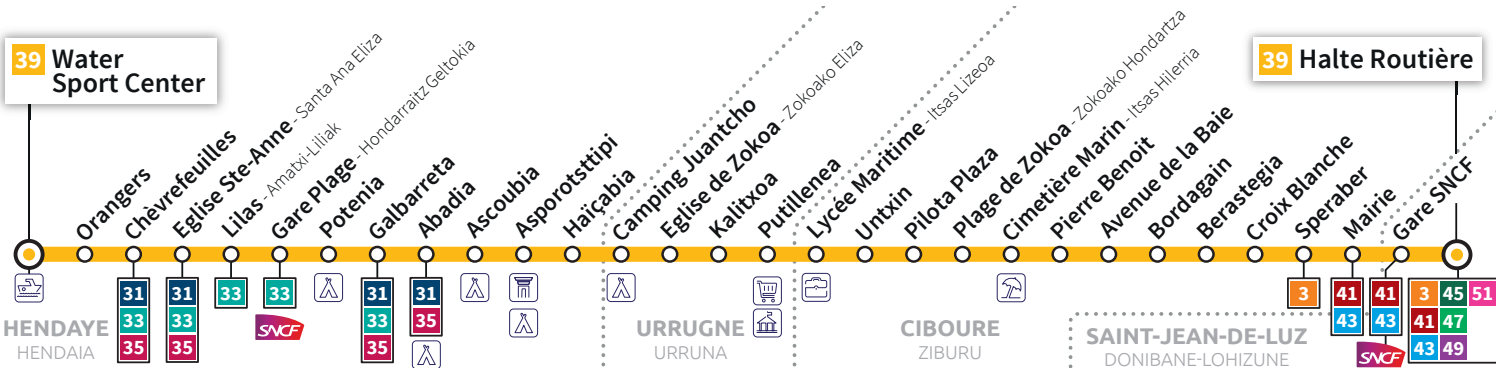 39 Water
Sport Center
39 Halte Routière
Orangers
Chèvrefeuilles
Eglise Ste-Anne - Santa Ana Eliza
Lilas - Amatxi-Liliak
Gare Plage - Hondarraitz Geltokia
Potenia
Galbarreta
Abadia
Ascoubia
Asporotsttipi
Haïçabia
Camping Juantcho
Eglise de Zokoa - Zokoako Eliza
Kalitxoa
Putillenea
Lycée Maritime - Itsas Lizeoa
Untxin
Pilota Plaza
Plage de Zokoa - Zokoako Hondartza
Cimetière Marin - Itsas Hilerria
Pierre Benoit
Avenue de la Baie
Bordagain
Berastegia
Croix Blanche
Speraber
Mairie
Gare SNCF
31
33
35
31
33
35
33
33
SNCF
31
33
35
31
35
3
41
43
41
43
SNCF
3 45 51
41 47
43 49
HENDAYE
HENDAIA
URRUGNE
URRUNA
CIBOURE
ZIBURU
SAINT-JEAN-DE-LUZ
DONIBANE-LOHIZUNE